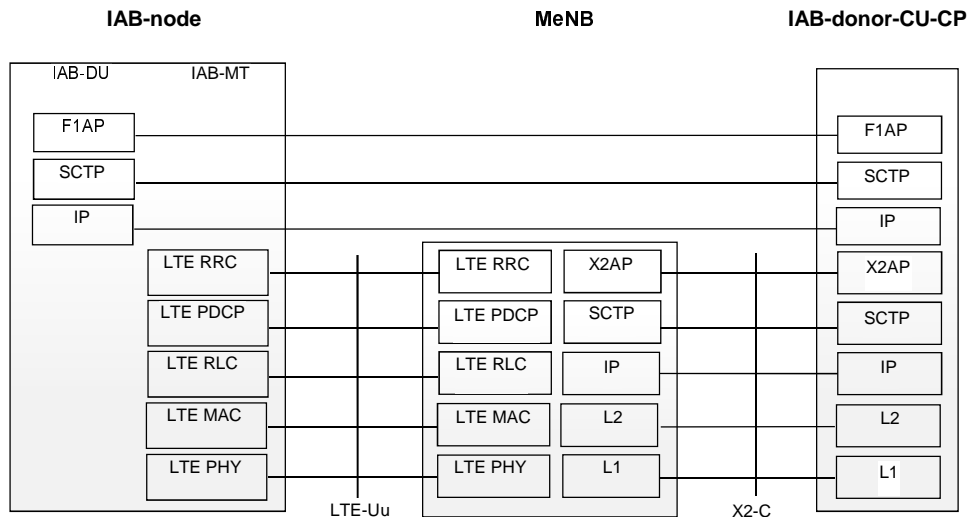 IAB-node MeNB IAB-donor-CU-CP
IAB-DU IAB-MT
F1AP F1AP
SCTP SCTP
IP IP
LTE RRC LTE RRC X2AP X2AP
LTE PDCP LTE PDCP SCTP SCTP
LTE RLC LTE RLC IP IP
LTE MAC LTE MAC L2 L2
LTE PHY LTE PHY L1 L1
LTE-Uu X2-C